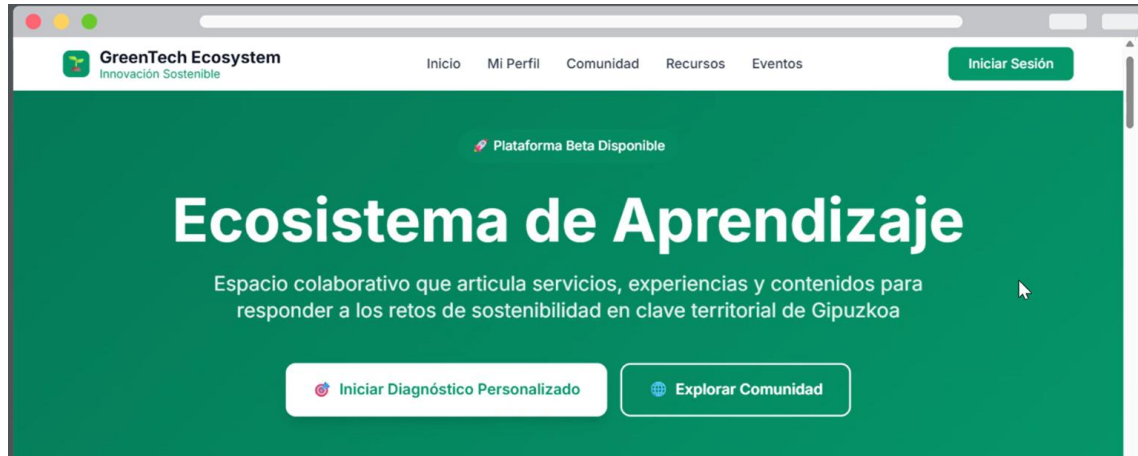 GreenTech Ecosystem
Innovación Sostenible
Inicio Mi Perfil Comunidad Recursos Eventos
Iniciar Sesión
Plataforma Beta Disponible
Ecosistema de Aprendizaje
Espacio colaborativo que articula servicios, experiencias y contenidos para
responder a los retos de sostenibilidad en clave territorial de Gipuzkoa
Iniciar Diagnóstico Personalizado
Explorar Comunidad